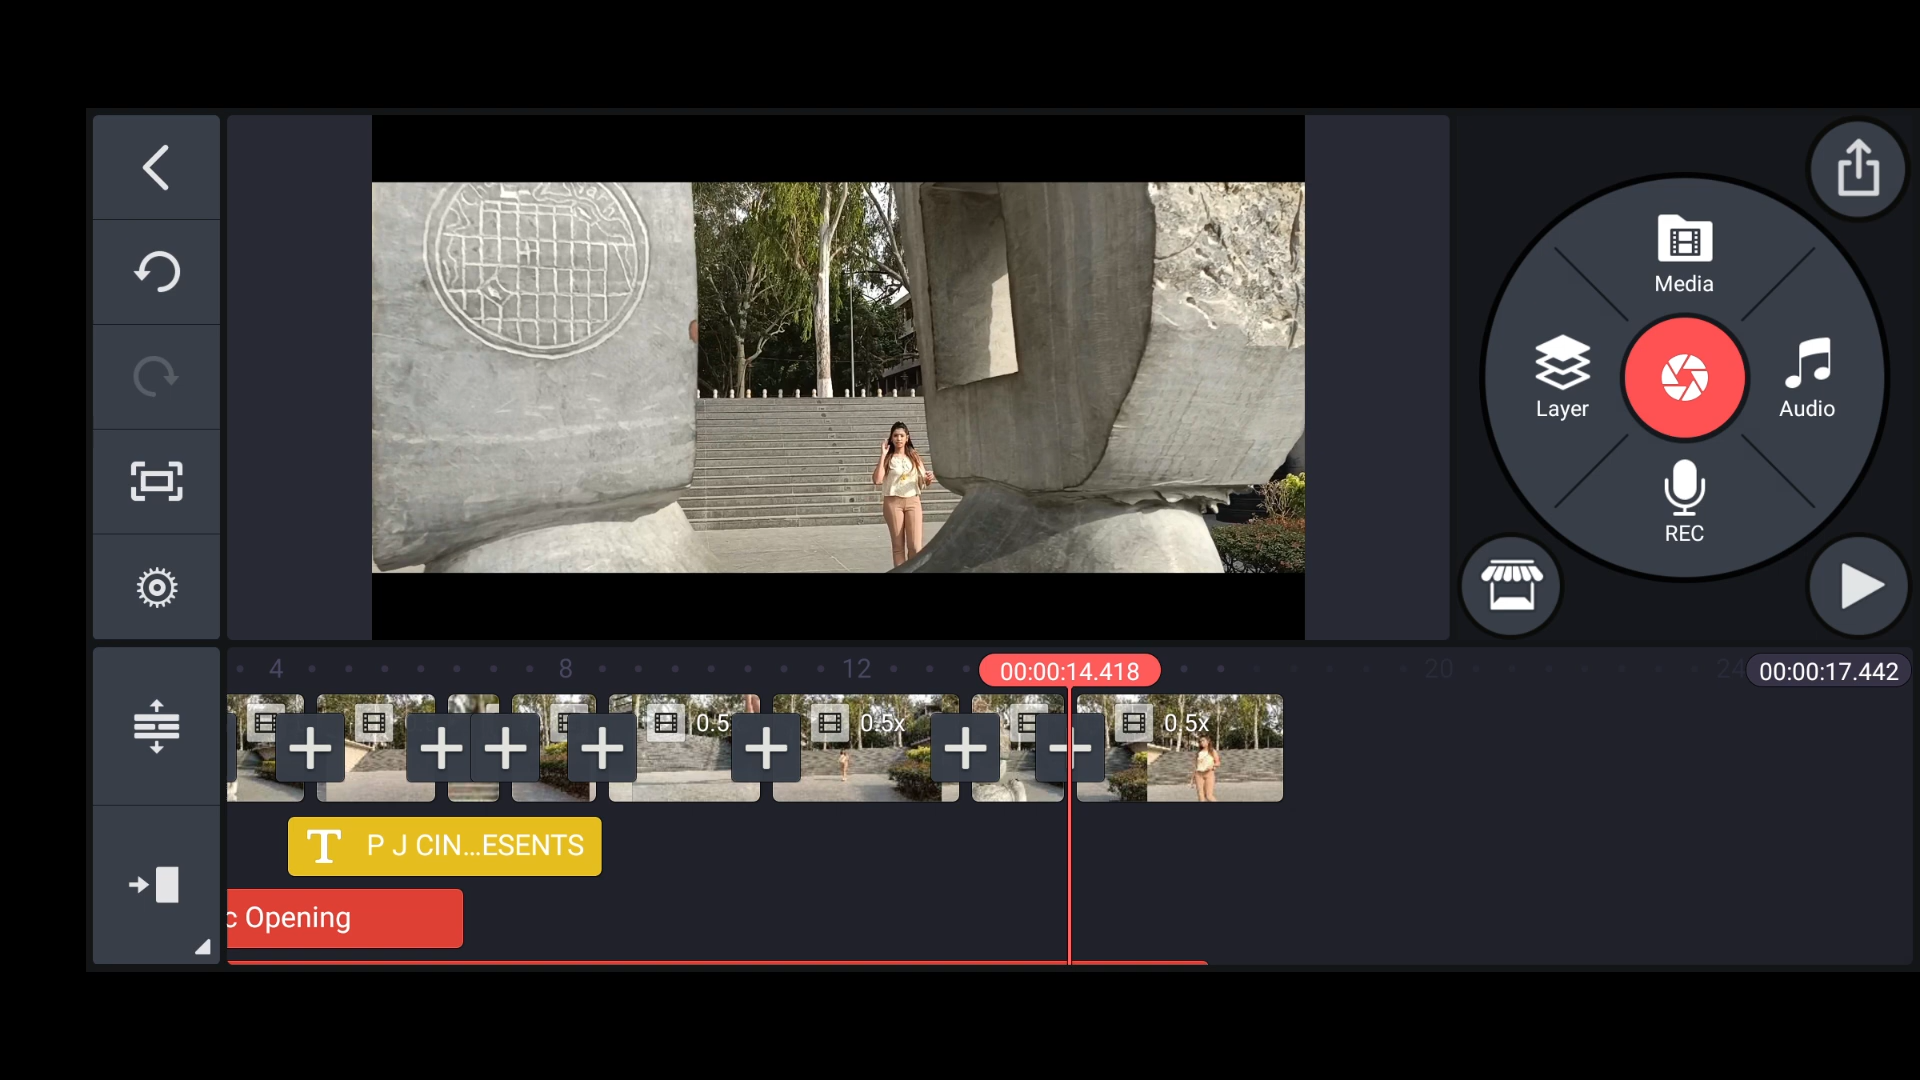 Media
Layer
Audio
REC
4
8
12
00:00:14.418
20
24
00:00:17.442
0.5
0.5x
0.5x
P J CIN...ESENTS
c Opening